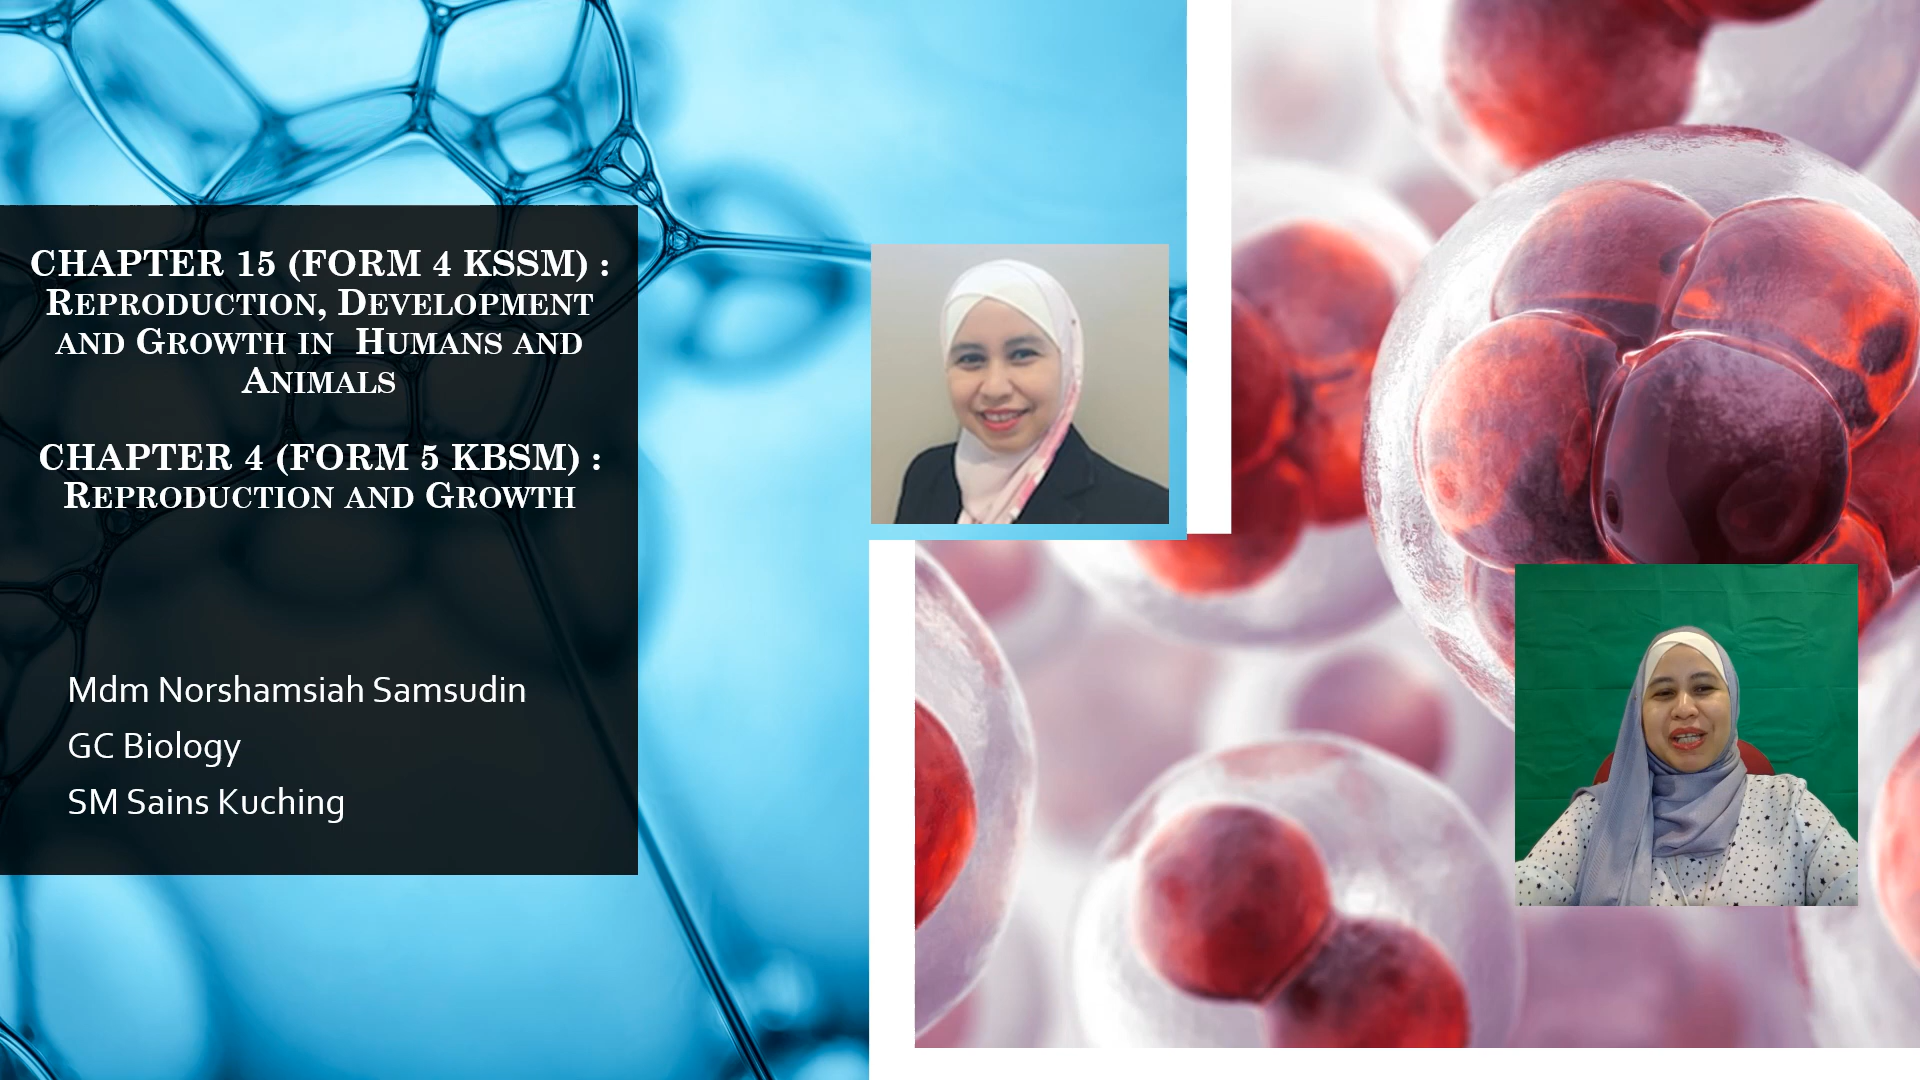 CHAPTER 15 (FORM 4 KSSM) :
REPRODUCTION, DEVELOPMENT
AND GROWTH IN  HUMANS AND
ANIMALS
CHAPTER 4 (FORM 5 KBSM) :
REPRODUCTION AND GROWTH
Mdm Norshamsiah Samsudin
GC Biology
SM Sains Kuching